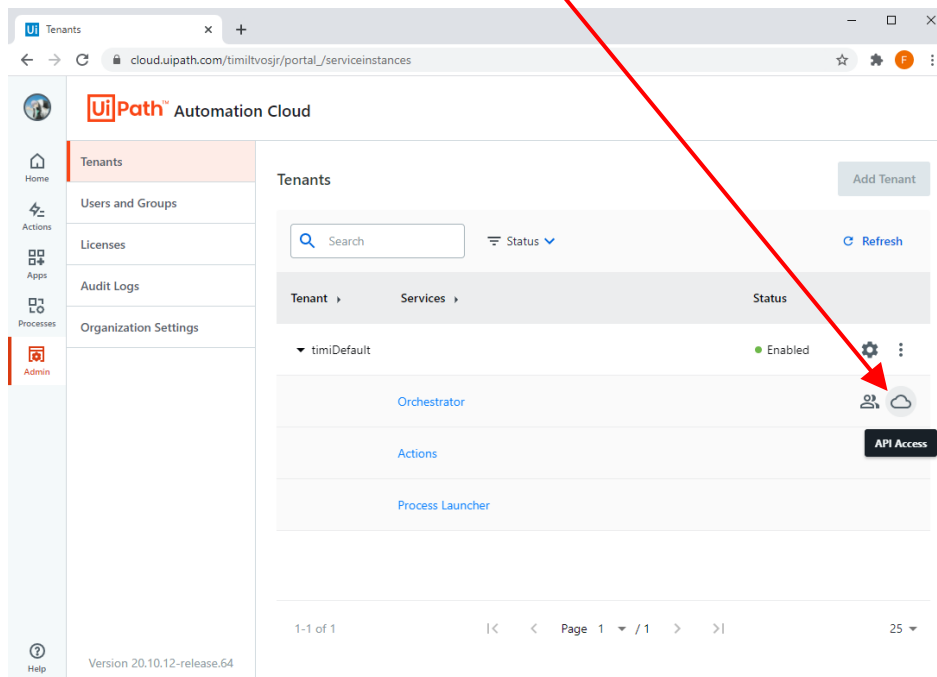 Ui Tenants
cloud.uipath.com/timiltvosjr/portal_/serviceinstances
F
UiPath™ Automation Cloud
Home
Actions
Apps
Processes
Admin
Help
Tenants
Users and Groups
Licenses
Audit Logs
Organization Settings
Version 20.10.12-release.64
Tenants
Add Tenant
Search
Status
Refresh
Tenant Services Status
timiDefault Enabled
Orchestrator
API Access
Actions
Process Launcher
1-1 of 1 Page 1 / 1 25